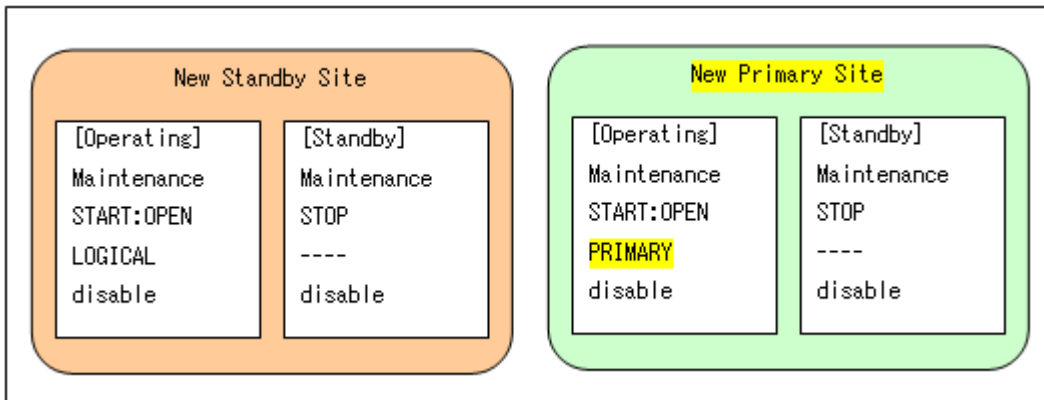 New Standby Site
[Operating]
Maintenance
START:OPEN
LOGICAL
disable
[Standby]
Maintenance
STOP
----
disable
New Primary Site
[Operating]
Maintenance
START:OPEN
PRIMARY
disable
[Standby]
Maintenance
STOP
----
disable